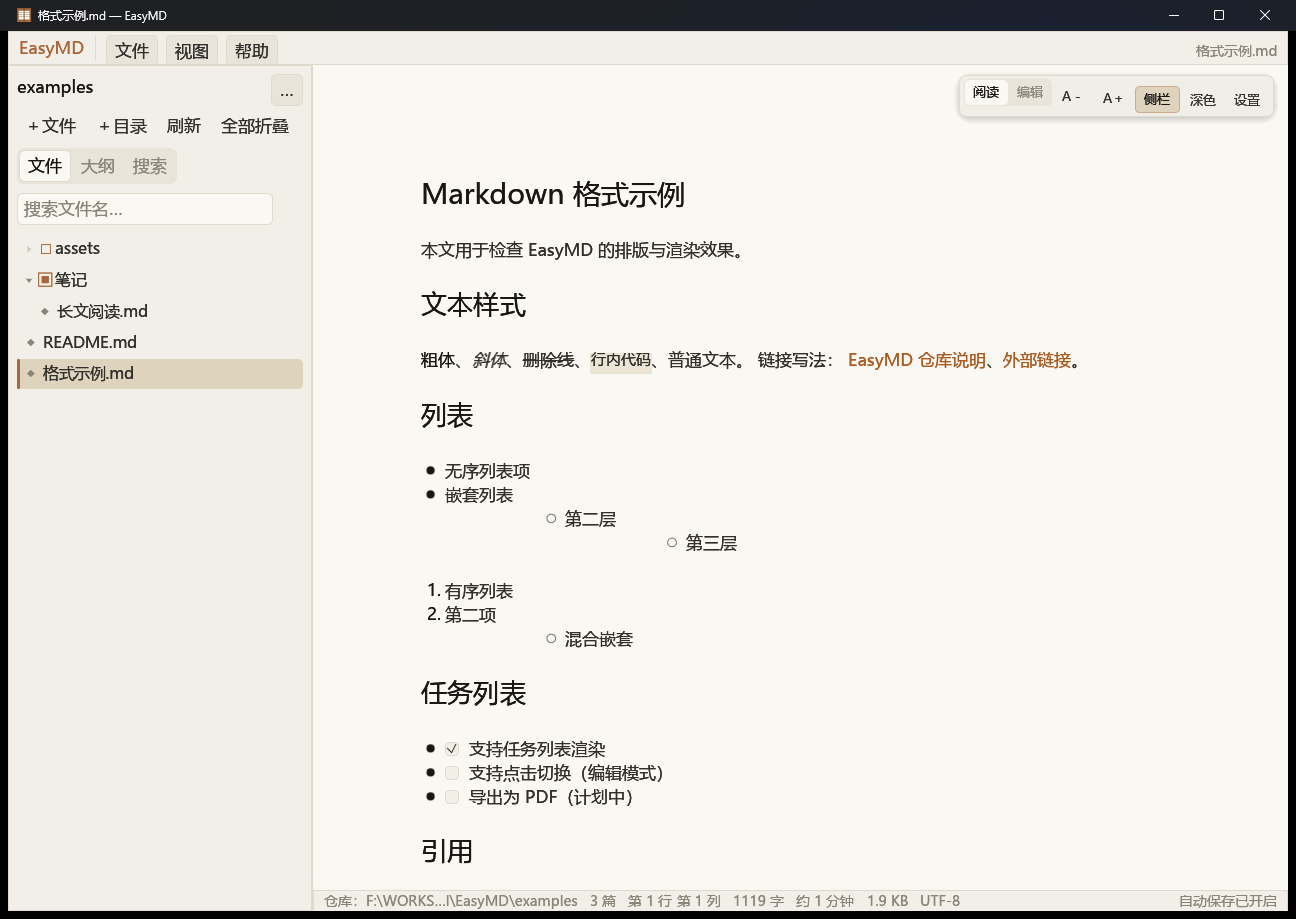 格式示例.md — EasyMD
EasyMD 文件 视图 帮助 格式示例.md
examples ...
+ 文件 + 目录 刷新 全部折叠
文件 大纲 搜索
搜索文件名...
assets
笔记
长文阅读.md
README.md
格式示例.md
阅读 编辑 A - A + 侧栏 深色 设置
Markdown 格式示例
本文用于检查 EasyMD 的排版与渲染效果。
文本样式
粗体、斜体、删除线、行内代码、普通文本。 链接写法： EasyMD 仓库说明、外部链接。
列表
无序列表项
嵌套列表
第二层
第三层
1. 有序列表
2. 第二项
混合嵌套
任务列表
支持任务列表渲染
支持点击切换（编辑模式）
导出为 PDF（计划中）
引用
仓库： F:\WORKS...l\EasyMD\examples 3 篇 第 1 行 第 1 列 1119 字 约 1 分钟 1.9 KB UTF-8 自动保存已开启